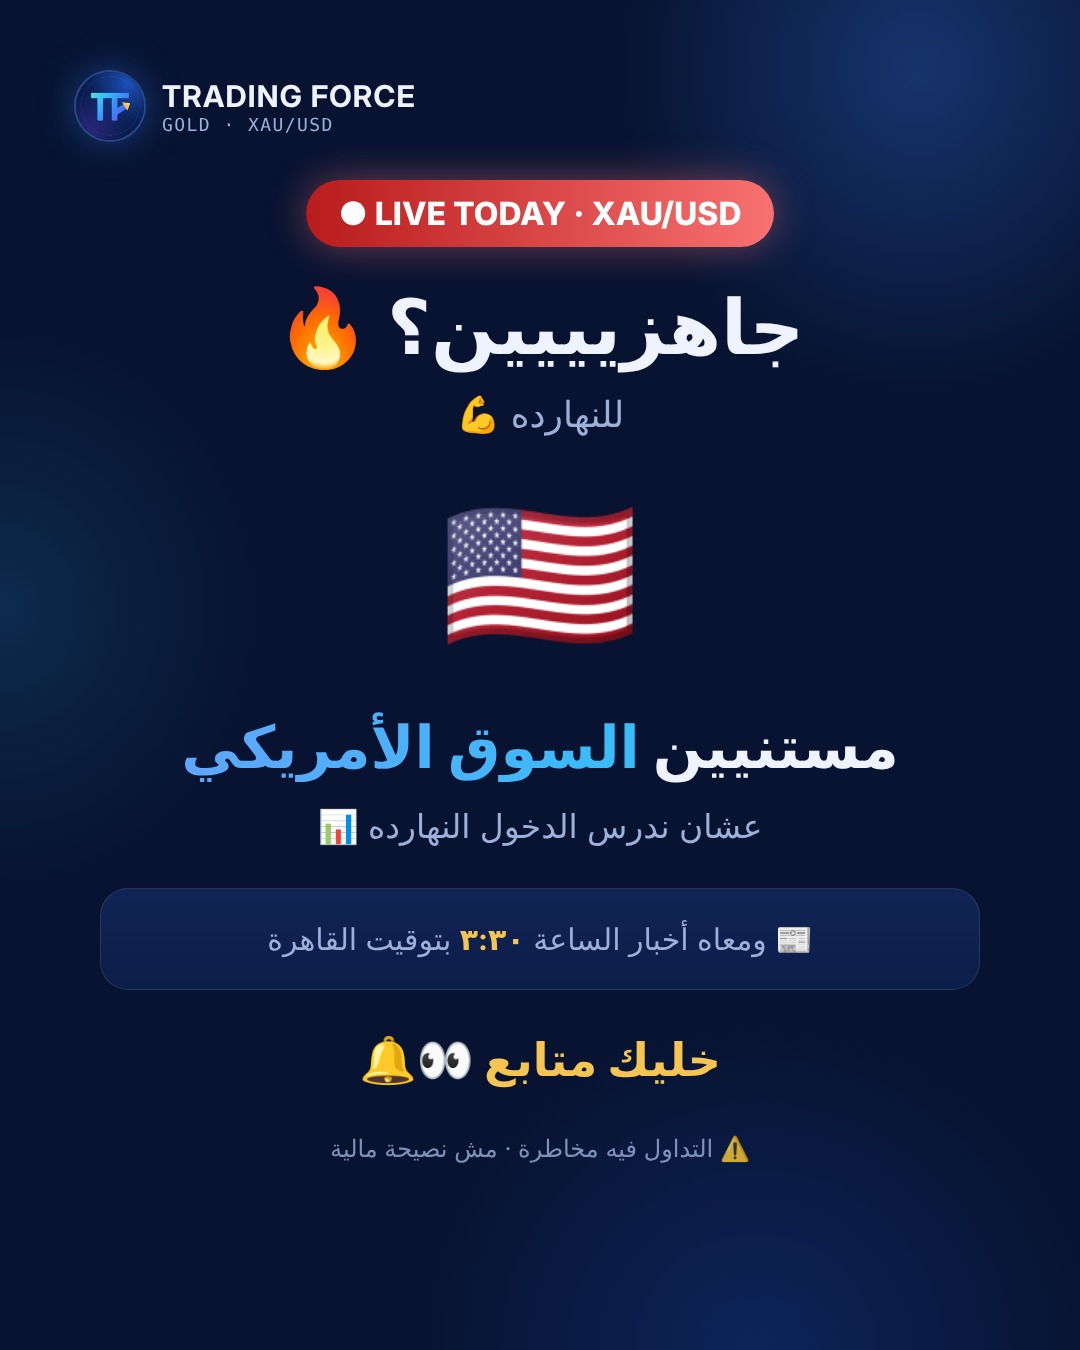 TRADING FORCE
GOLD · XAU/USD
LIVE TODAY · XAU/USD
جاهزيييين؟ 🔥
للنهارده 💪
مستنيين السوق الأمريكي
عشان ندرس الدخول النهارده 📊
📰 ومعاه أخبار الساعة ٣:٣٠ بتوقيت القاهرة
خليك متابع 👀🔔
⚠️ التداول فيه مخاطرة · مش نصيحة مالية